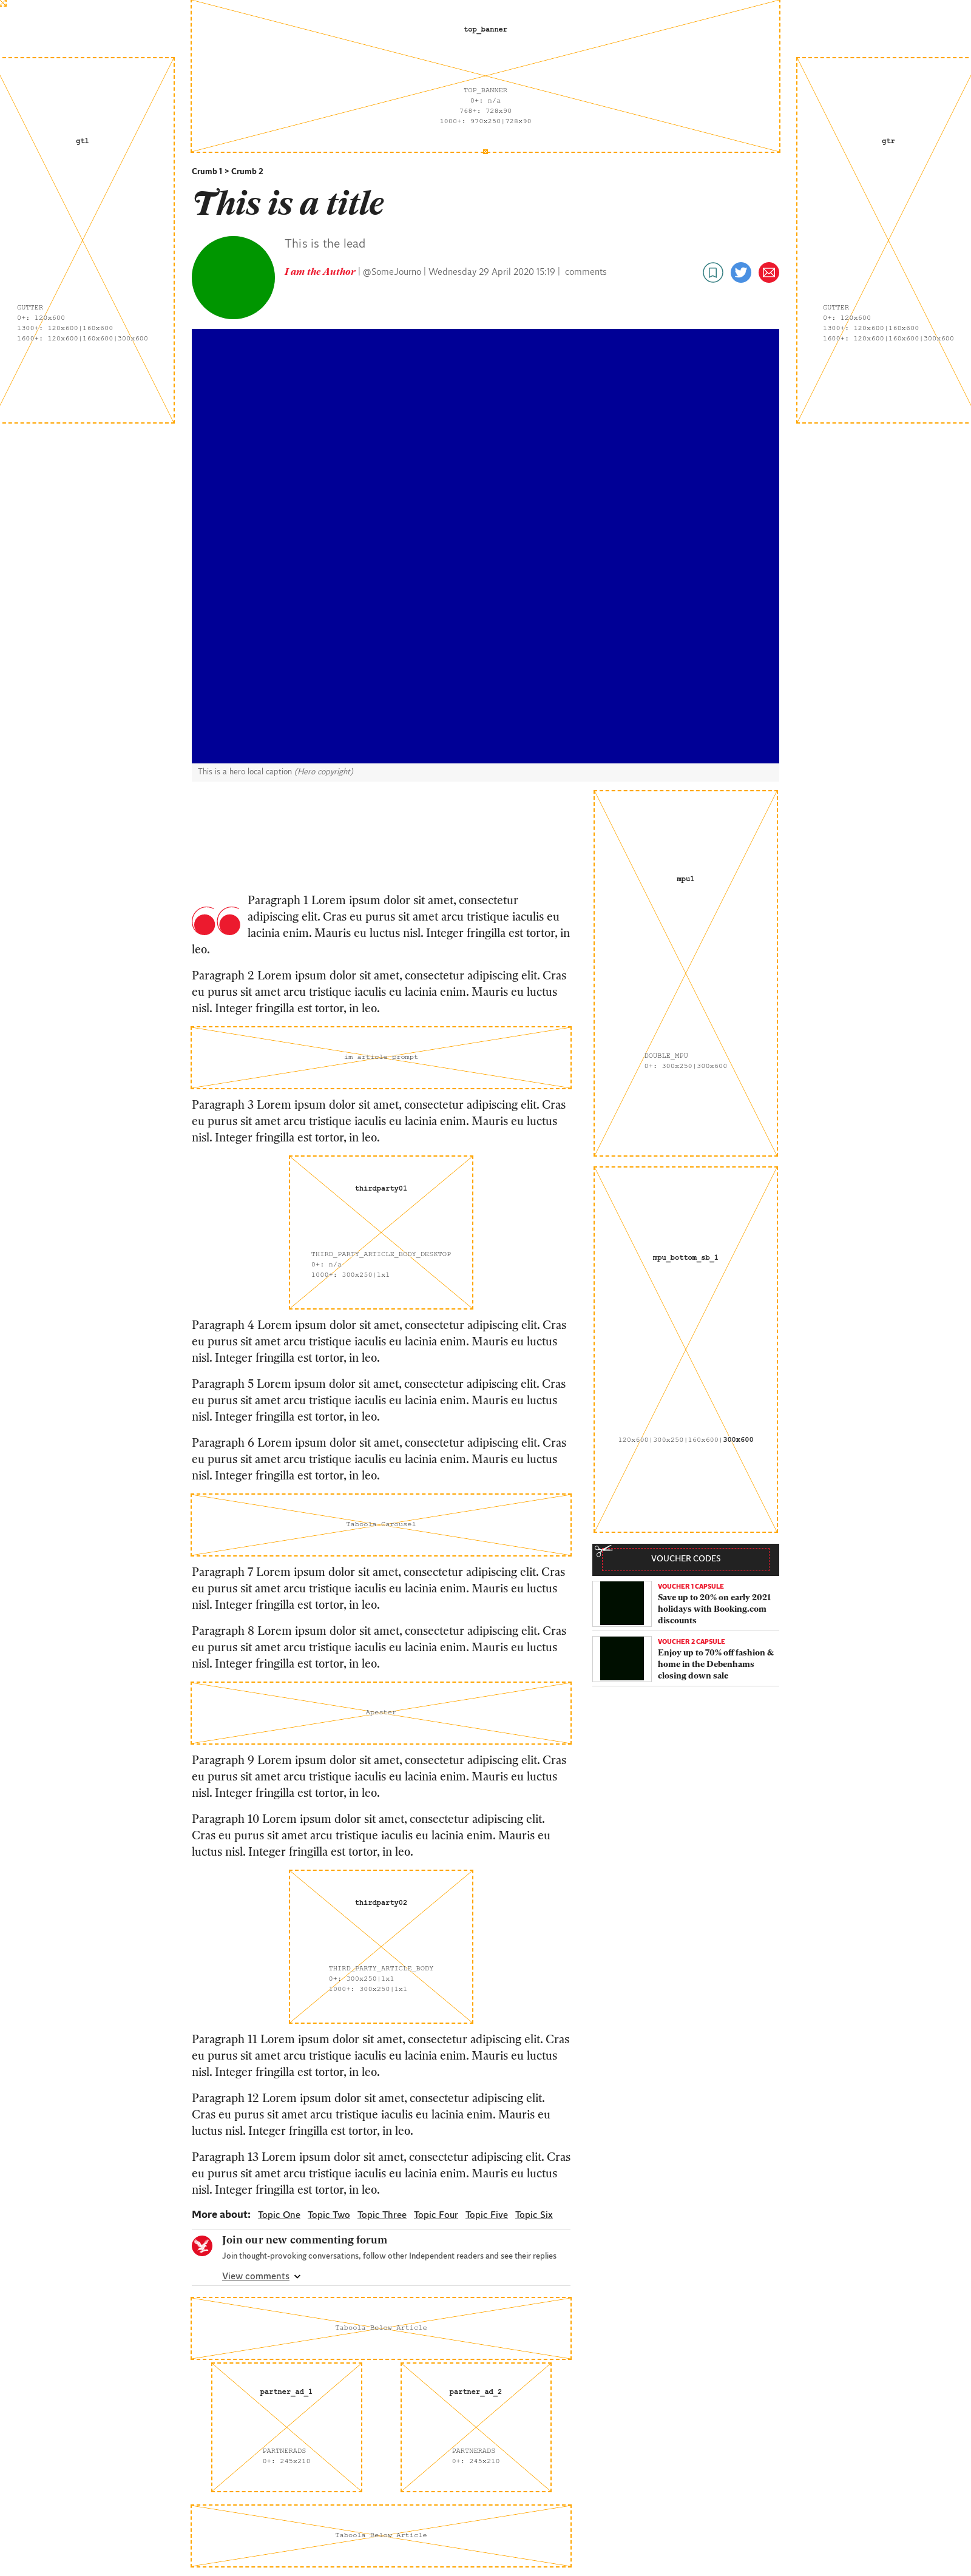 top_banner
TOP_BANNER
0+: n/a
768+: 728x90
1000+: 970x250|728x90
gtl
GUTTER
0+: 120x600
1300+: 120x600|160x600
1600+: 120x600|160x600|300x600
gtr
GUTTER
0+: 120x600
1300+: 120x600|160x600
1600+: 120x600|160x600|300x600
Crumb 1 > Crumb 2
This is a title
This is the lead
I am the Author | @SomeJourno | Wednesday 29 April 2020 15:19 | comments
This is a hero local caption (Hero copyright)
Paragraph 1 Lorem ipsum dolor sit amet, consectetur
adipiscing elit. Cras eu purus sit amet arcu tristique iaculis eu
lacinia enim. Mauris eu luctus nisl. Integer fringilla est tortor, in
leo.
Paragraph 2 Lorem ipsum dolor sit amet, consectetur adipiscing elit. Cras
eu purus sit amet arcu tristique iaculis eu lacinia enim. Mauris eu luctus
nisl. Integer fringilla est tortor, in leo.
im article prompt
Paragraph 3 Lorem ipsum dolor sit amet, consectetur adipiscing elit. Cras
eu purus sit amet arcu tristique iaculis eu lacinia enim. Mauris eu luctus
nisl. Integer fringilla est tortor, in leo.
thirdparty01
THIRD_PARTY_ARTICLE_BODY_DESKTOP
0+: n/a
1000+: 300x250|1x1
Paragraph 4 Lorem ipsum dolor sit amet, consectetur adipiscing elit. Cras
eu purus sit amet arcu tristique iaculis eu lacinia enim. Mauris eu luctus
nisl. Integer fringilla est tortor, in leo.
Paragraph 5 Lorem ipsum dolor sit amet, consectetur adipiscing elit. Cras
eu purus sit amet arcu tristique iaculis eu lacinia enim. Mauris eu luctus
nisl. Integer fringilla est tortor, in leo.
Paragraph 6 Lorem ipsum dolor sit amet, consectetur adipiscing elit. Cras
eu purus sit amet arcu tristique iaculis eu lacinia enim. Mauris eu luctus
nisl. Integer fringilla est tortor, in leo.
Taboola Carousel
Paragraph 7 Lorem ipsum dolor sit amet, consectetur adipiscing elit. Cras
eu purus sit amet arcu tristique iaculis eu lacinia enim. Mauris eu luctus
nisl. Integer fringilla est tortor, in leo.
Paragraph 8 Lorem ipsum dolor sit amet, consectetur adipiscing elit. Cras
eu purus sit amet arcu tristique iaculis eu lacinia enim. Mauris eu luctus
nisl. Integer fringilla est tortor, in leo.
Apester
Paragraph 9 Lorem ipsum dolor sit amet, consectetur adipiscing elit. Cras
eu purus sit amet arcu tristique iaculis eu lacinia enim. Mauris eu luctus
nisl. Integer fringilla est tortor, in leo.
Paragraph 10 Lorem ipsum dolor sit amet, consectetur adipiscing elit.
Cras eu purus sit amet arcu tristique iaculis eu lacinia enim. Mauris eu
luctus nisl. Integer fringilla est tortor, in leo.
thirdparty02
THIRD_PARTY_ARTICLE_BODY
0+: 300x250|1x1
1000+: 300x250|1x1
Paragraph 11 Lorem ipsum dolor sit amet, consectetur adipiscing elit. Cras
eu purus sit amet arcu tristique iaculis eu lacinia enim. Mauris eu luctus
nisl. Integer fringilla est tortor, in leo.
Paragraph 12 Lorem ipsum dolor sit amet, consectetur adipiscing elit.
Cras eu purus sit amet arcu tristique iaculis eu lacinia enim. Mauris eu
luctus nisl. Integer fringilla est tortor, in leo.
Paragraph 13 Lorem ipsum dolor sit amet, consectetur adipiscing elit. Cras
eu purus sit amet arcu tristique iaculis eu lacinia enim. Mauris eu luctus
nisl. Integer fringilla est tortor, in leo.
More about: Topic One Topic Two Topic Three Topic Four Topic Five Topic Six
Join our new commenting forum
Join thought-provoking conversations, follow other Independent readers and see their replies
View comments
Taboola Below Article
partner_ad_1
PARTNERADS
0+: 245x210
partner_ad_2
PARTNERADS
0+: 245x210
Taboola Below Article
mpu1
DOUBLE_MPU
0+: 300x250|300x600
mpu_bottom_sb_1
120x600|300x250|160x600|300x600
VOUCHER CODES
VOUCHER 1 CAPSULE
Save up to 20% on early 2021
holidays with Booking.com
discounts
VOUCHER 2 CAPSULE
Enjoy up to 70% off fashion &
home in the Debenhams
closing down sale